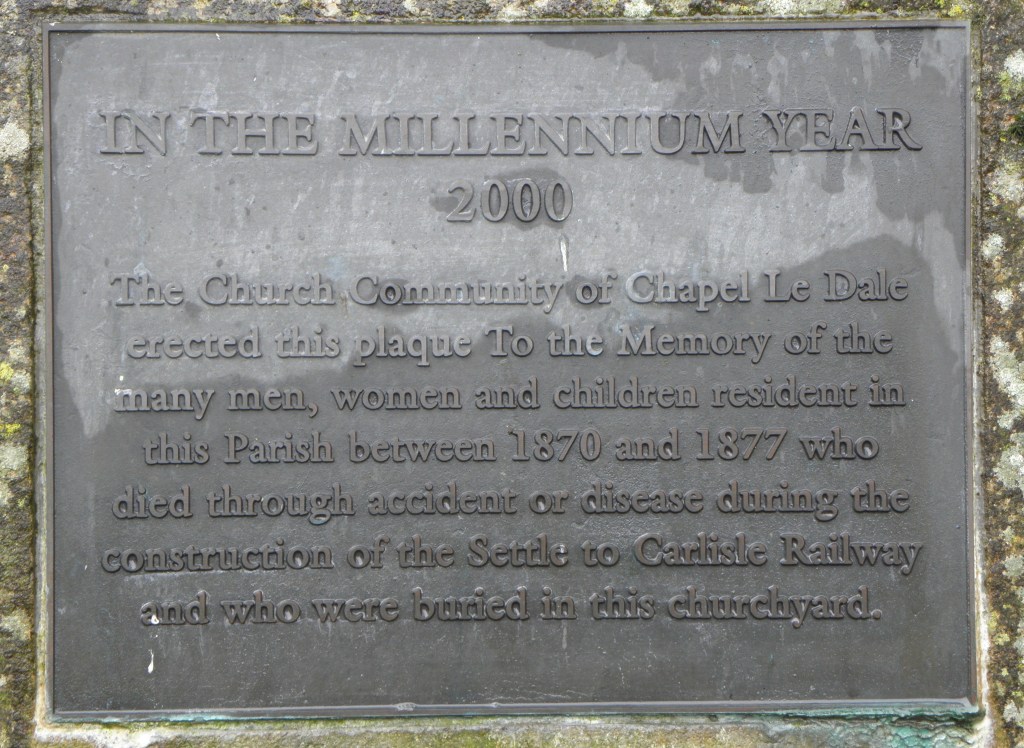 IN THE MILLENNIUM YEAR
2000
The Church Community of Chapel Le Dale
erected this plaque To the Memory of the
many men, women and children resident in
this Parish between 1870 and 1877 who
died through accident or disease during the
construction of the Settle to Carlisle Railway
and who were buried in this churchyard.